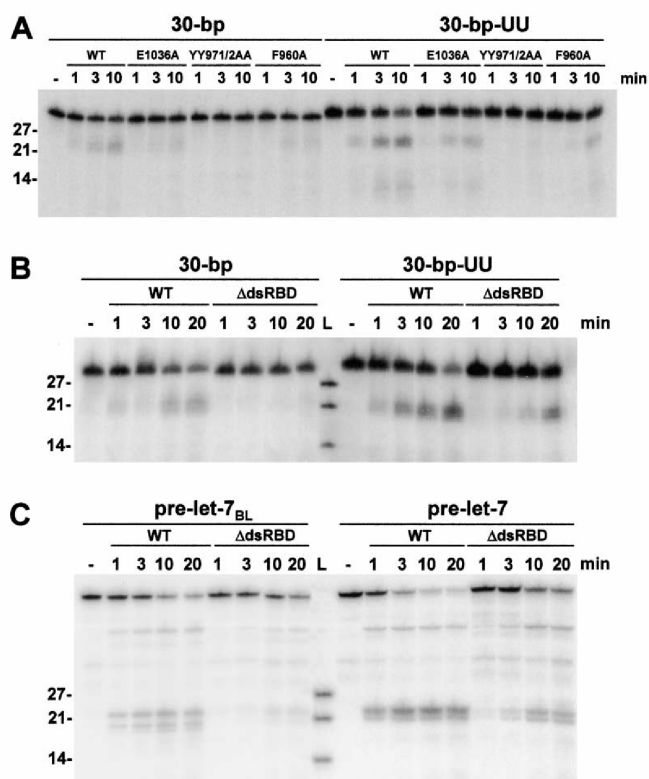 A
30-bp 30-bp-UU
WT E1036A YY971/2AA F960A WT E1036A YY971/2AA F960A
- 1 3 10 1 3 10 1 3 10 1 3 10 - 1 3 10 1 3 10 1 3 10 1 3 10 min
27-
21-
14-
B
30-bp 30-bp-UU
WT ΔdsRBD WT ΔdsRBD
- 1 3 10 20 1 3 10 20 L - 1 3 10 20 1 3 10 20 min
27-
21-
14-
C
pre-let-7BL pre-let-7
WT ΔdsRBD WT ΔdsRBD
- 1 3 10 20 1 3 10 20 L - 1 3 10 20 1 3 10 20 min
27-
21-
14-